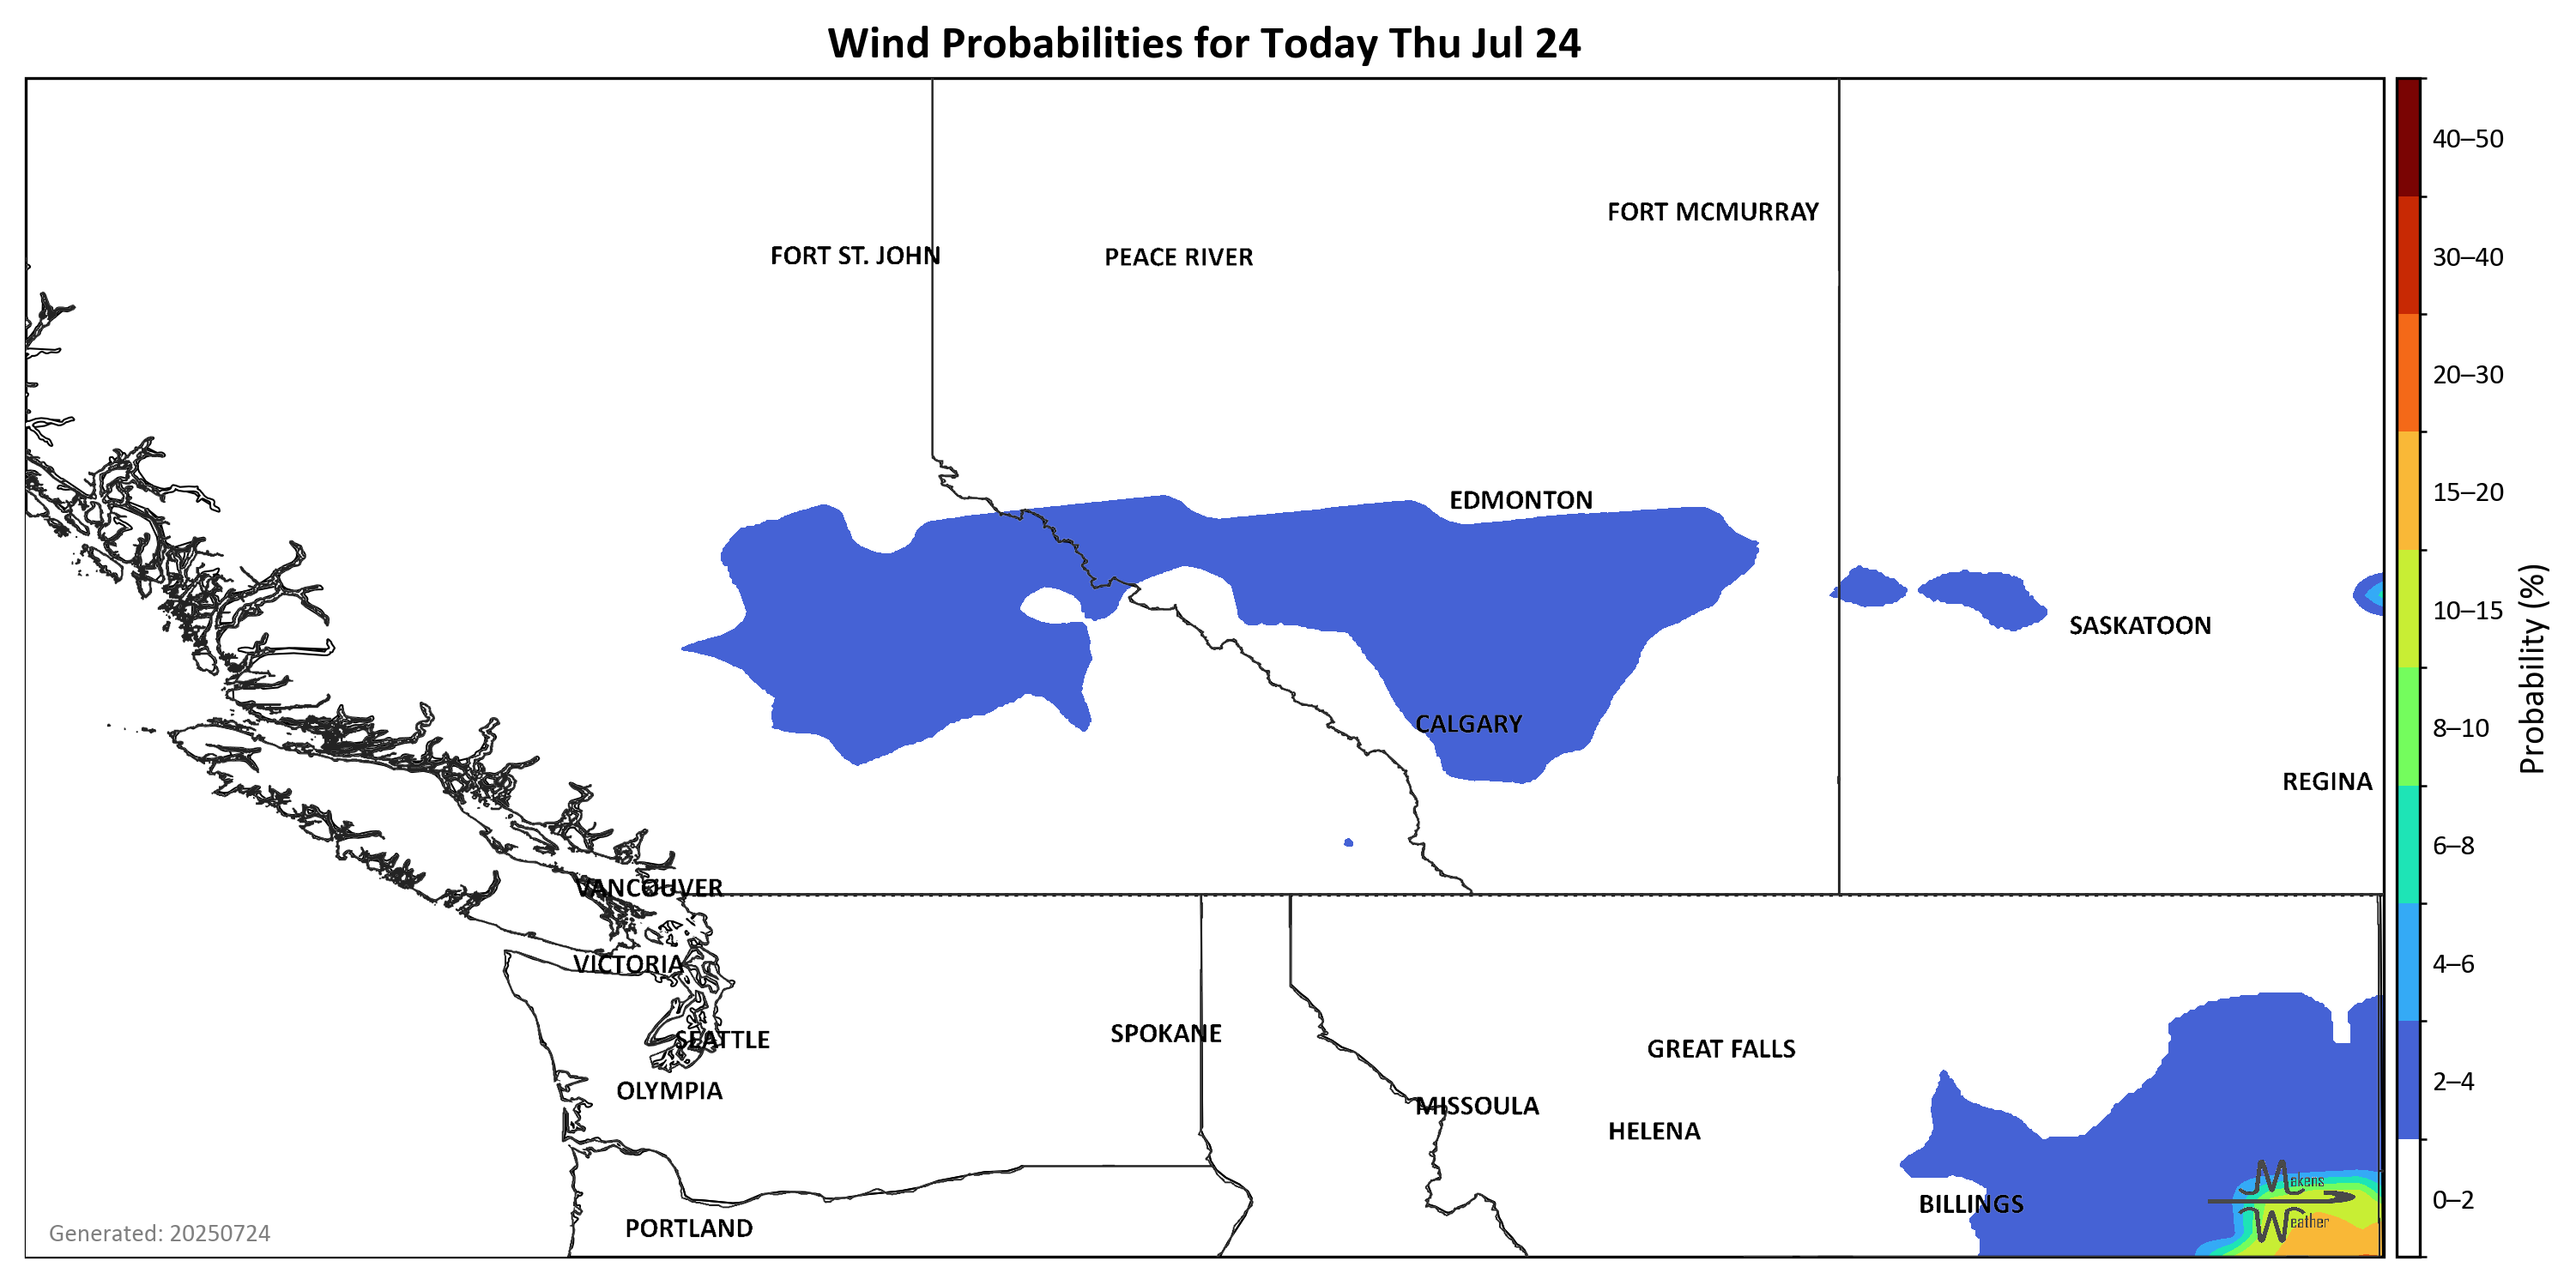 Wind Probabilities for Today Thu Jul 24
40–50
FORT MCMURRAY
FORT ST. JOHN
PEACE RIVER
30–40
20–30
15–20
EDMONTON
10–15
SASKATOON
Probability (%)
CALGARY
8–10
REGINA
6–8
VANCOUVER
VICTORIA
4–6
SPOKANE
SEATTLE
GREAT FALLS
2–4
OLYMPIA
MISSOULA
HELENA
Makens
BILLINGS
0–2
Weather
PORTLAND
Generated: 20250724